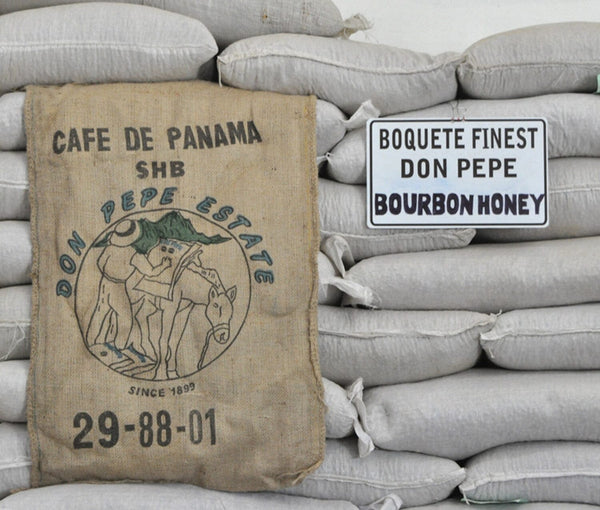 CAFE DE PANAMA
SHB
DON PEPE ESTATE
SINCE 1899
29-88-01
BOQUETE FINEST
DON PEPE
BOURBON HONEY